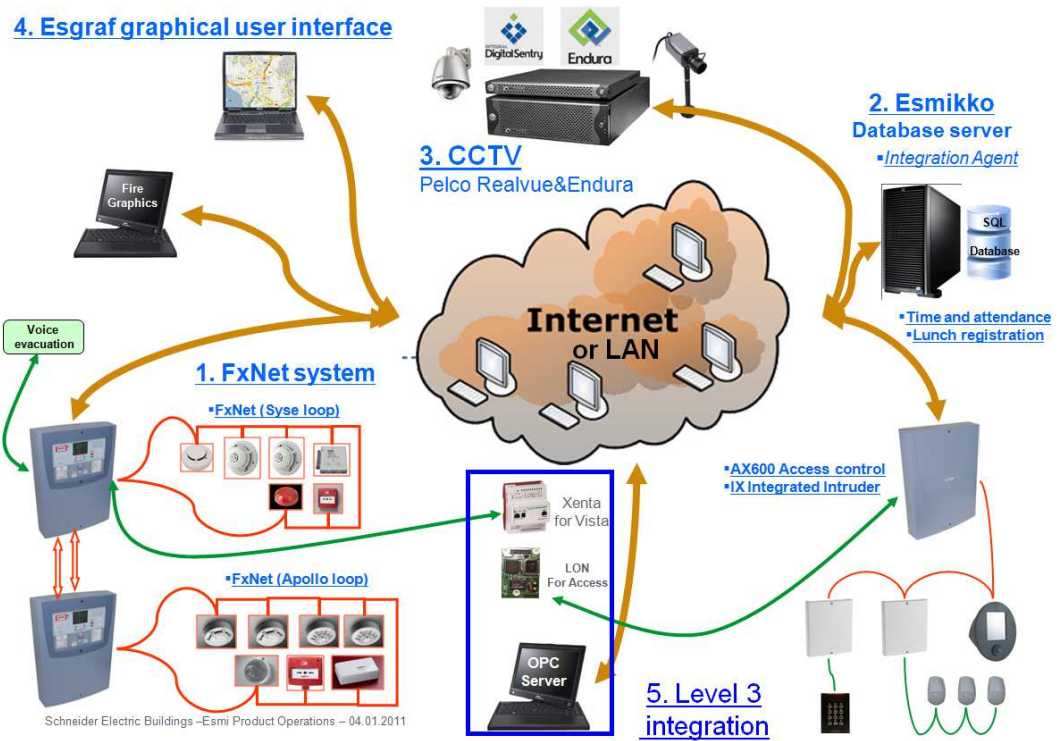 4. Esgraf graphical user interface
INTEGRAL
DigitalSentry
Endura
2. Esmikko
Database server
▪Integration Agent
3. CCTV
Pelco Realvue&Endura
Fire
Graphics
SQL
Database
Internet
or LAN
▪Time and attendance
▪Lunch registration
Voice
evacuation
1. FxNet system
▪FxNet (Syse loop)
▪AX600 Access control
▪IX Integrated Intruder
Xenta
for Vista
LON
For Access
▪FxNet (Apollo loop)
OPC
Server
5. Level 3
integration
Schneider Electric Buildings –Esmi Product Operations – 04.01.2011